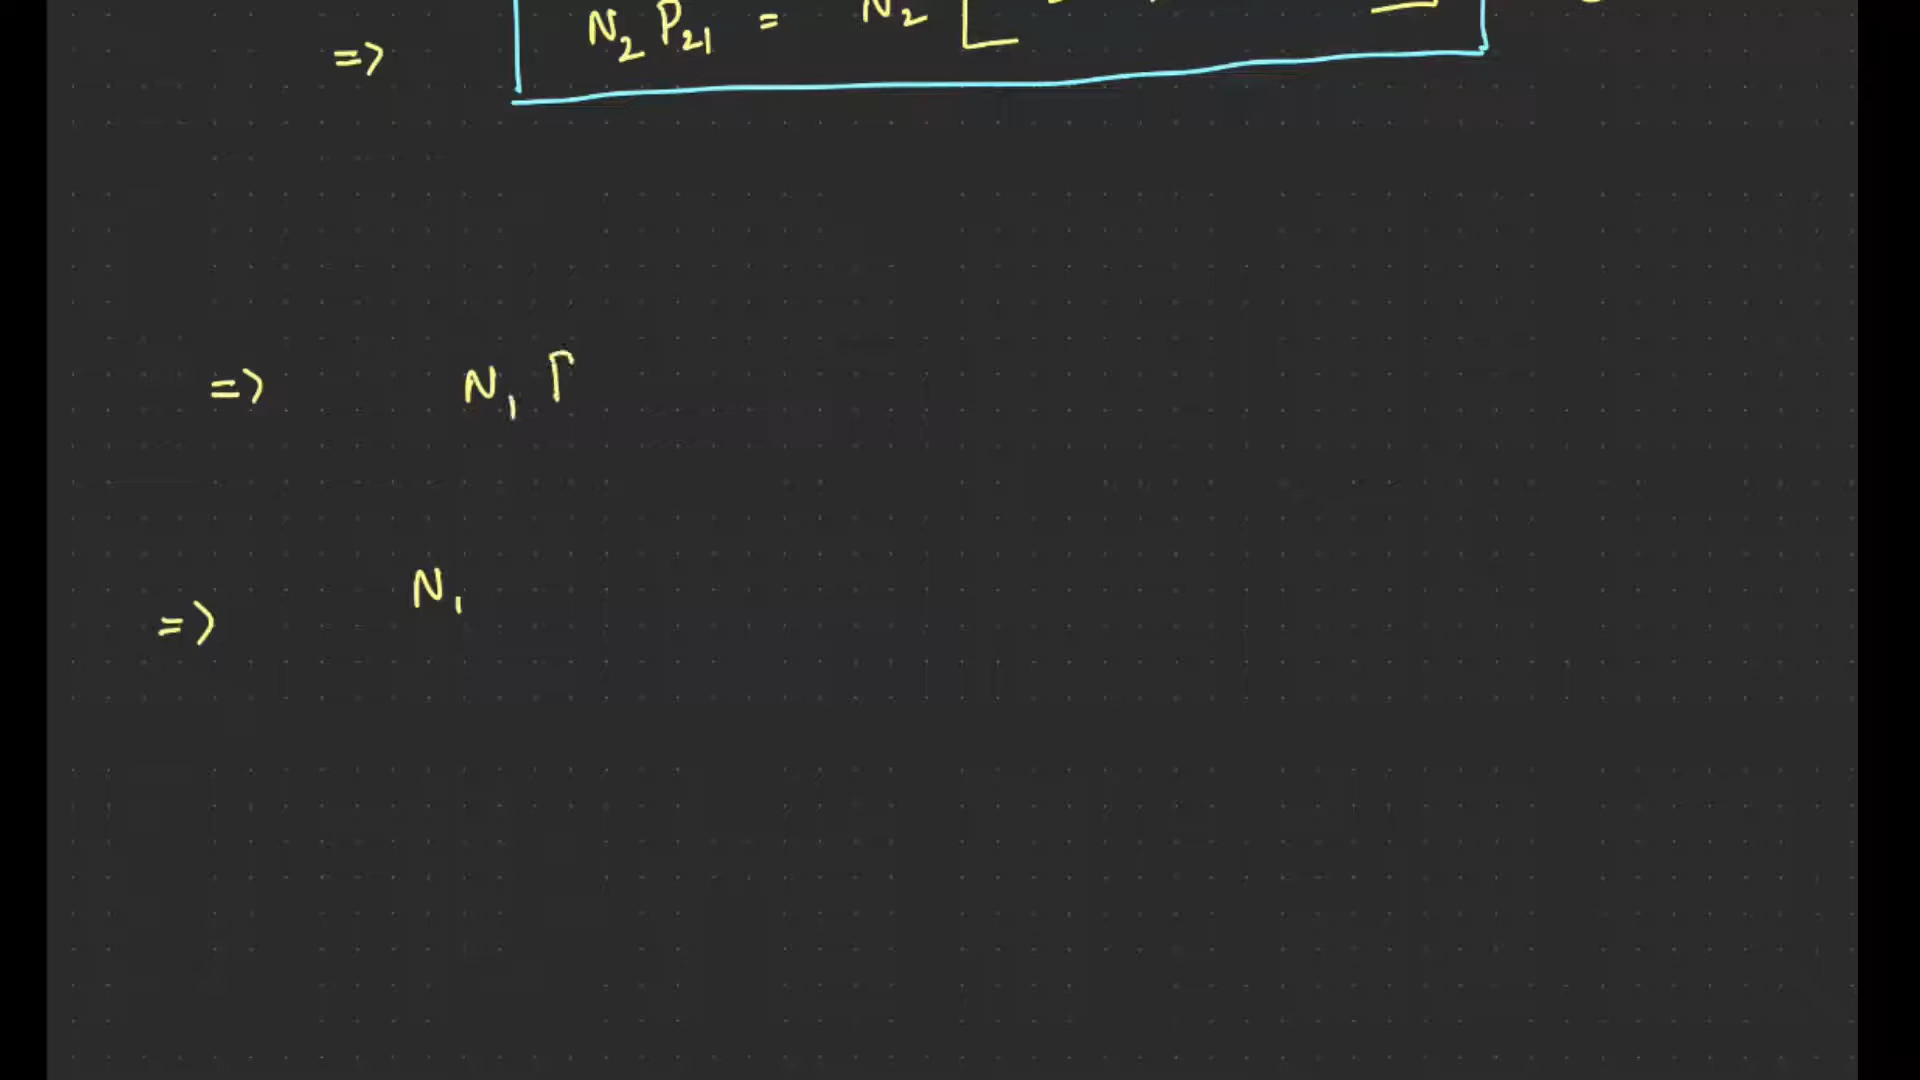 => N₂ P₂₁ = N₂ [
=> N₁ Γ
=> N₁